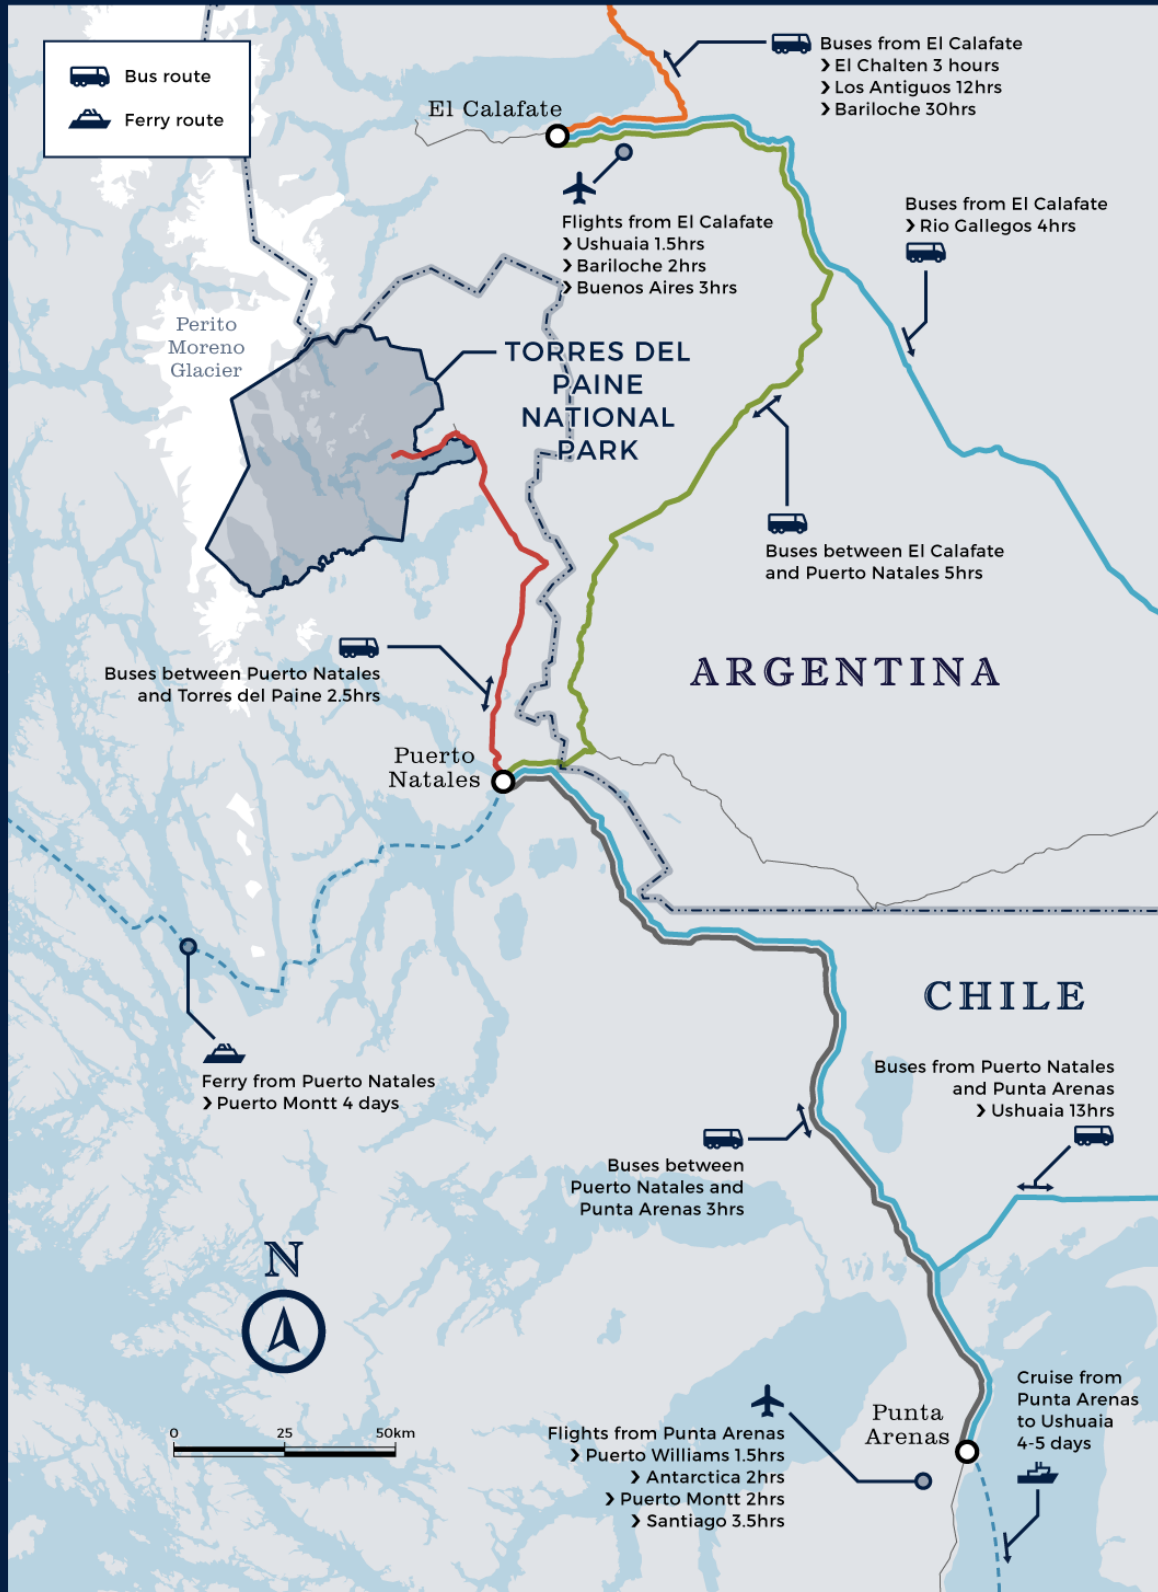 Bus route
Ferry route
Buses from El Calafate
❯ El Chalten 3 hours
❯ Los Antiguos 12hrs
❯ Bariloche 30hrs
El Calafate
Flights from El Calafate
❯ Ushuaia 1.5hrs
❯ Bariloche 2hrs
❯ Buenos Aires 3hrs
Buses from El Calafate
❯ Rio Gallegos 4hrs
Perito
Moreno
Glacier
TORRES DEL
PAINE
NATIONAL
PARK
Buses between El Calafate
and Puerto Natales 5hrs
Buses between Puerto Natales
and Torres del Paine 2.5hrs
ARGENTINA
Puerto
Natales
CHILE
Ferry from Puerto Natales
❯ Puerto Montt 4 days
Buses from Puerto Natales
and Punta Arenas
❯ Ushuaia 13hrs
Buses between
Puerto Natales and
Punta Arenas 3hrs
N
0 25 50km
Flights from Punta Arenas
❯ Puerto Williams 1.5hrs
❯ Antarctica 2hrs
❯ Puerto Montt 2hrs
❯ Santiago 3.5hrs
Punta
Arenas
Cruise from
Punta Arenas
to Ushuaia
4-5 days